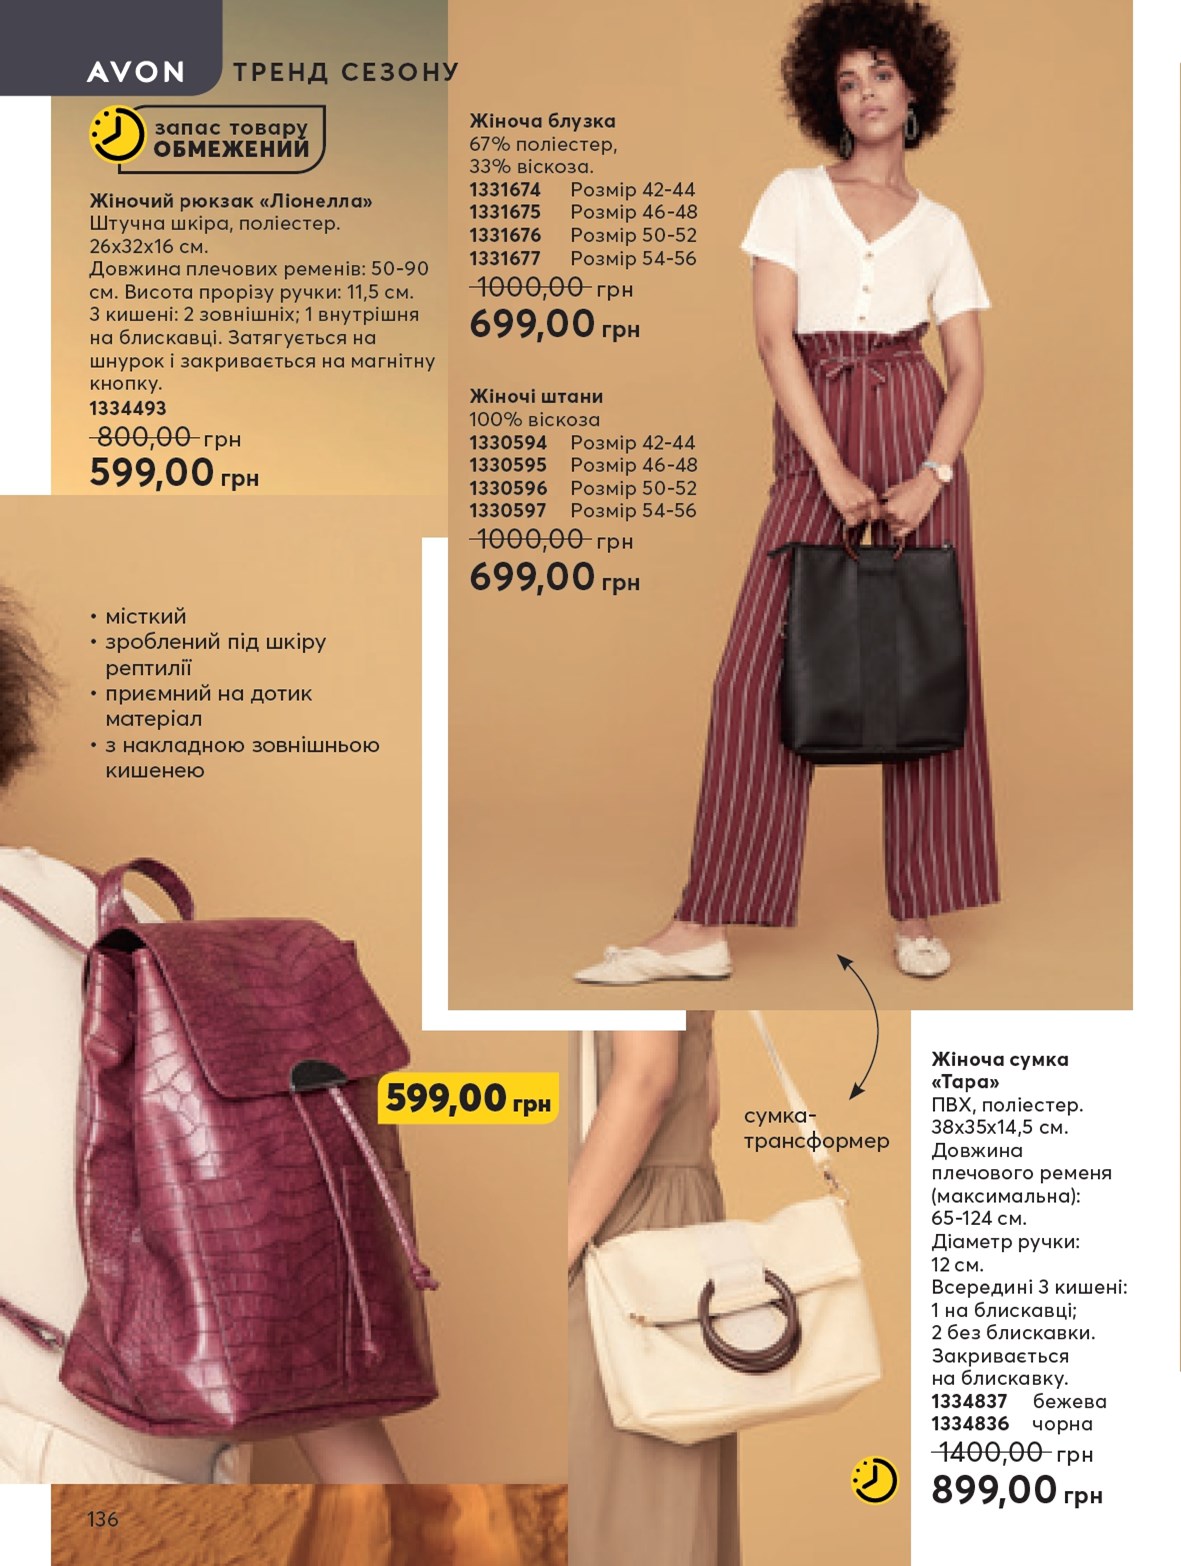 AVON ТРЕНД СЕЗОНУ
запас товару
ОБМЕЖЕНИЙ
Жіночий рюкзак «Ліонелла»
Штучна шкіра, поліестер.
26х32х16 см.
Довжина плечових ременів: 50-90
см. Висота прорізу ручки: 11,5 см.
3 кишені: 2 зовнішніх; 1 внутрішня
на блискавці. Затягується на
шнурок і закривається на магнітну
кнопку.
1334493
800,00 грн
599,00 грн
Жіноча блузка
67% поліестер,
33% віскоза.
1331674 Розмір 42-44
1331675 Розмір 46-48
1331676 Розмір 50-52
1331677 Розмір 54-56
1000,00 грн
699,00 грн
Жіночі штани
100% віскоза
1330594 Розмір 42-44
1330595 Розмір 46-48
1330596 Розмір 50-52
1330597 Розмір 54-56
1000,00 грн
699,00 грн
• місткий
• зроблений під шкіру
рептилії
• приємний на дотик
матеріал
• з накладною зовнішньою
кишенею
599,00 грн
сумка-
трансформер
Жіноча сумка
«Тара»
ПВХ, поліестер.
38х35х14,5 см.
Довжина
плечового ременя
(максимальна):
65-124 см.
Діаметр ручки:
12 см.
Всередині 3 кишені:
1 на блискавці;
2 без блискавки.
Закривається
на блискавку.
1334837 бежева
1334836 чорна
1400,00 грн
899,00 грн
136